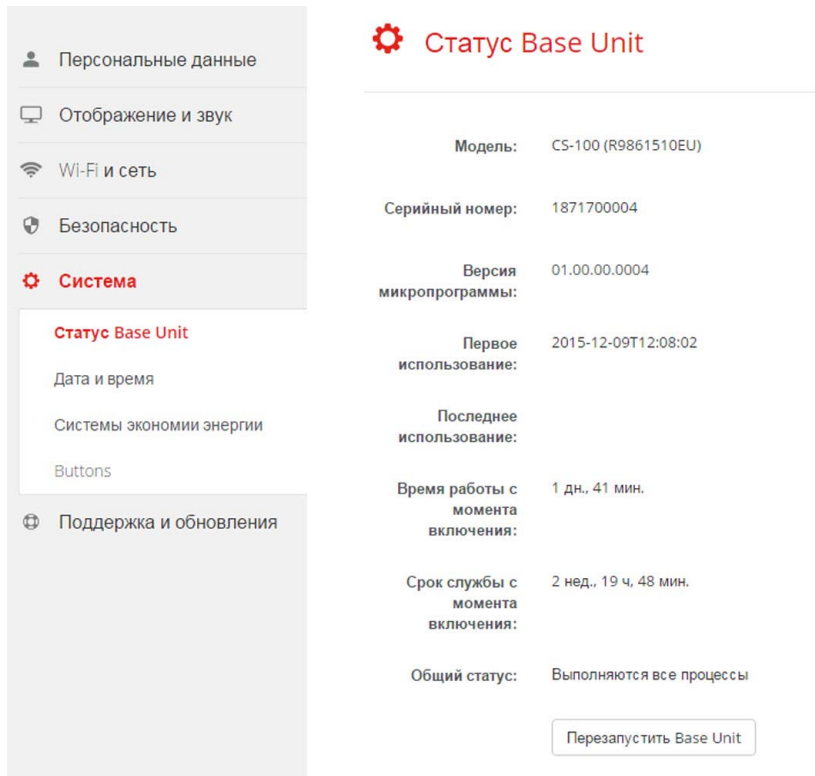 Персональные данные
Отображение и звук
Wi-Fi и сеть
Безопасность
Система
Статус Base Unit
Дата и время
Системы экономии энергии
Buttons
Поддержка и обновления
Статус Base Unit
Модель: CS-100 (R9861510EU)
Серийный номер: 1871700004
Версия 01.00.00.0004
микропрограммы:
Первое 2015-12-09T12:08:02
использование:
Последнее
использование:
Время работы с 1 дн., 41 мин.
момента
включения:
Срок службы с 2 нед., 19 ч, 48 мин.
момента
включения:
Общий статус: Выполняются все процессы
Перезапустить Base Unit